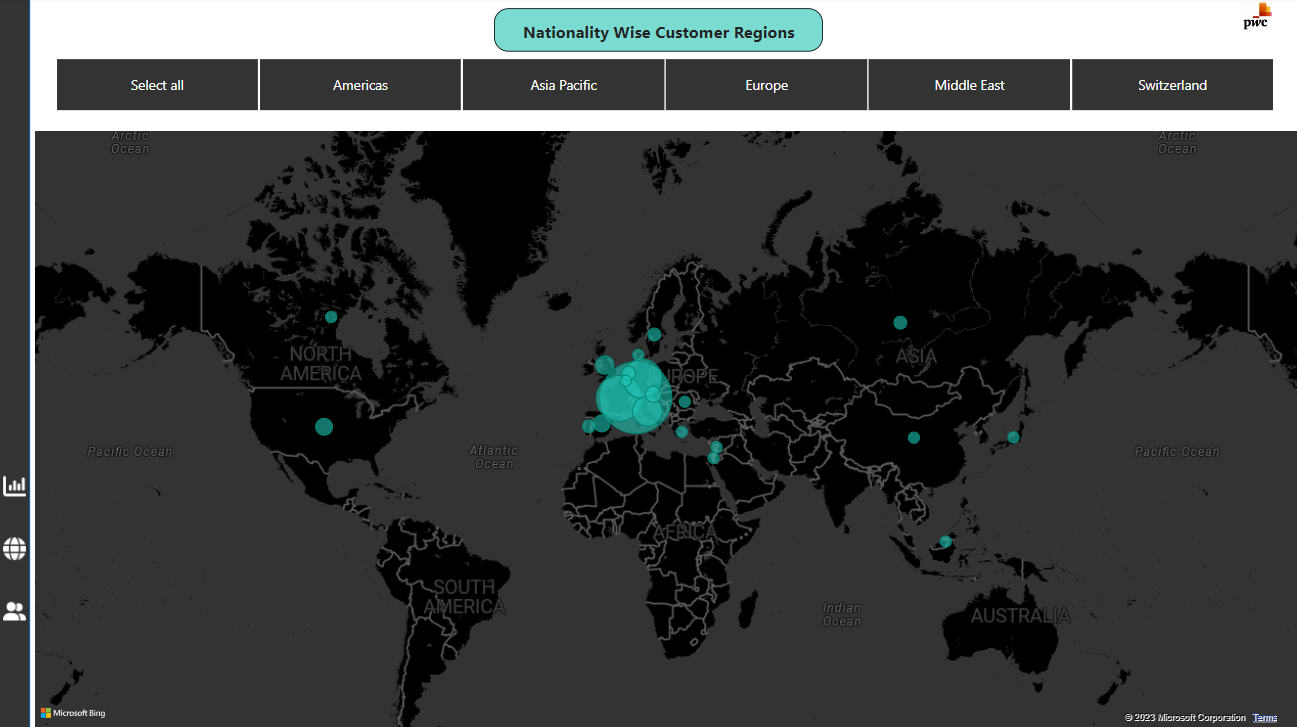 Nationality Wise Customer Regions
pwc
Select all
Americas
Asia Pacific
Europe
Middle East
Switzerland
Arctic
Ocean
Arctic
Ocean
NORTH
AMERICA
EUROPE
ASIA
Pacific Ocean
Atlantic
Ocean
Pacific Ocean
AFRICA
SOUTH
AMERICA
Indian
Ocean
AUSTRALIA
Microsoft Bing
© 2023 Microsoft Corporation Terms